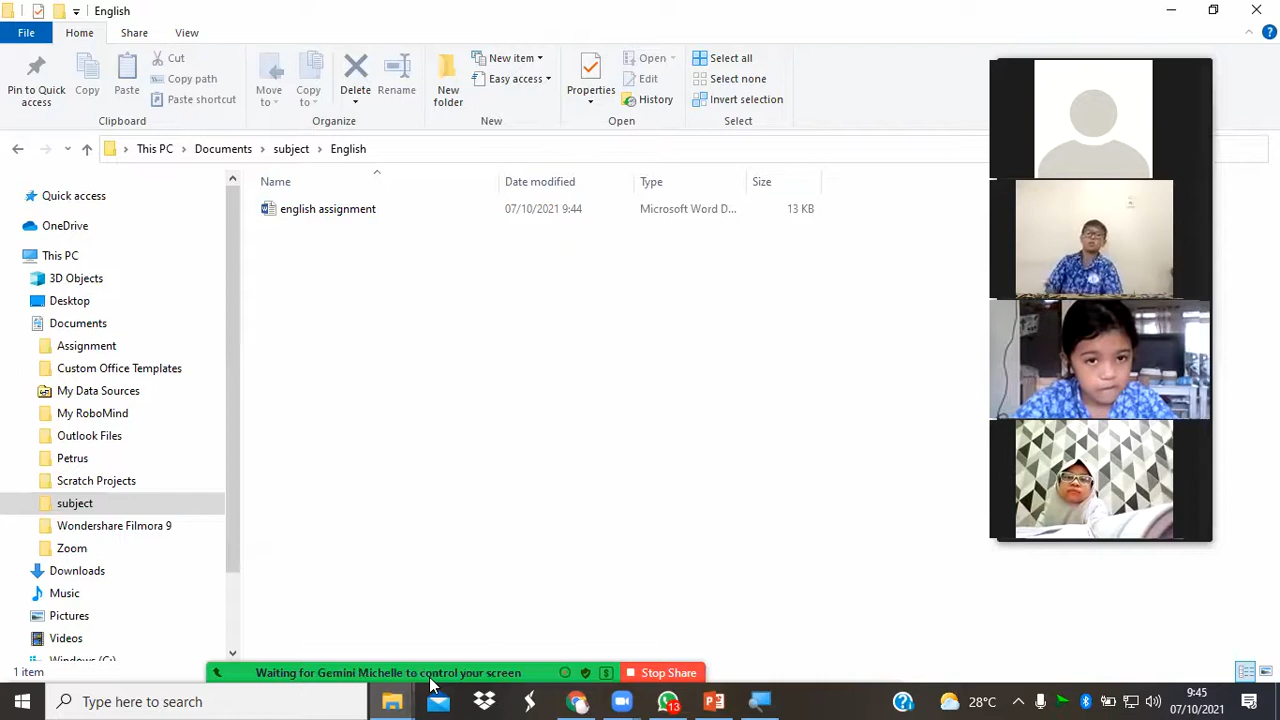 English
File Home Share View
Pin to Quick access
Copy
Paste
Cut
Copy path
Paste shortcut
Clipboard
Move to
Copy to
Delete
Rename
Organize
New folder
New item
Easy access
New
Properties
Open
Edit
History
Open
Select all
Select none
Invert selection
Select
This PC > Documents > subject > English
Name Date modified Type Size
english assignment 07/10/2021 9:44 Microsoft Word D... 13 KB
Quick access
OneDrive
This PC
3D Objects
Desktop
Documents
Assignment
Custom Office Templates
My Data Sources
My RoboMind
Outlook Files
Petrus
Scratch Projects
subject
Wondershare Filmora 9
Zoom
Downloads
Music
Pictures
Videos
Windows (C:)
1 item
Waiting for Gemini Michelle to control your screen
Stop Share
Type here to search
13
28°C
9:45
07/10/2021